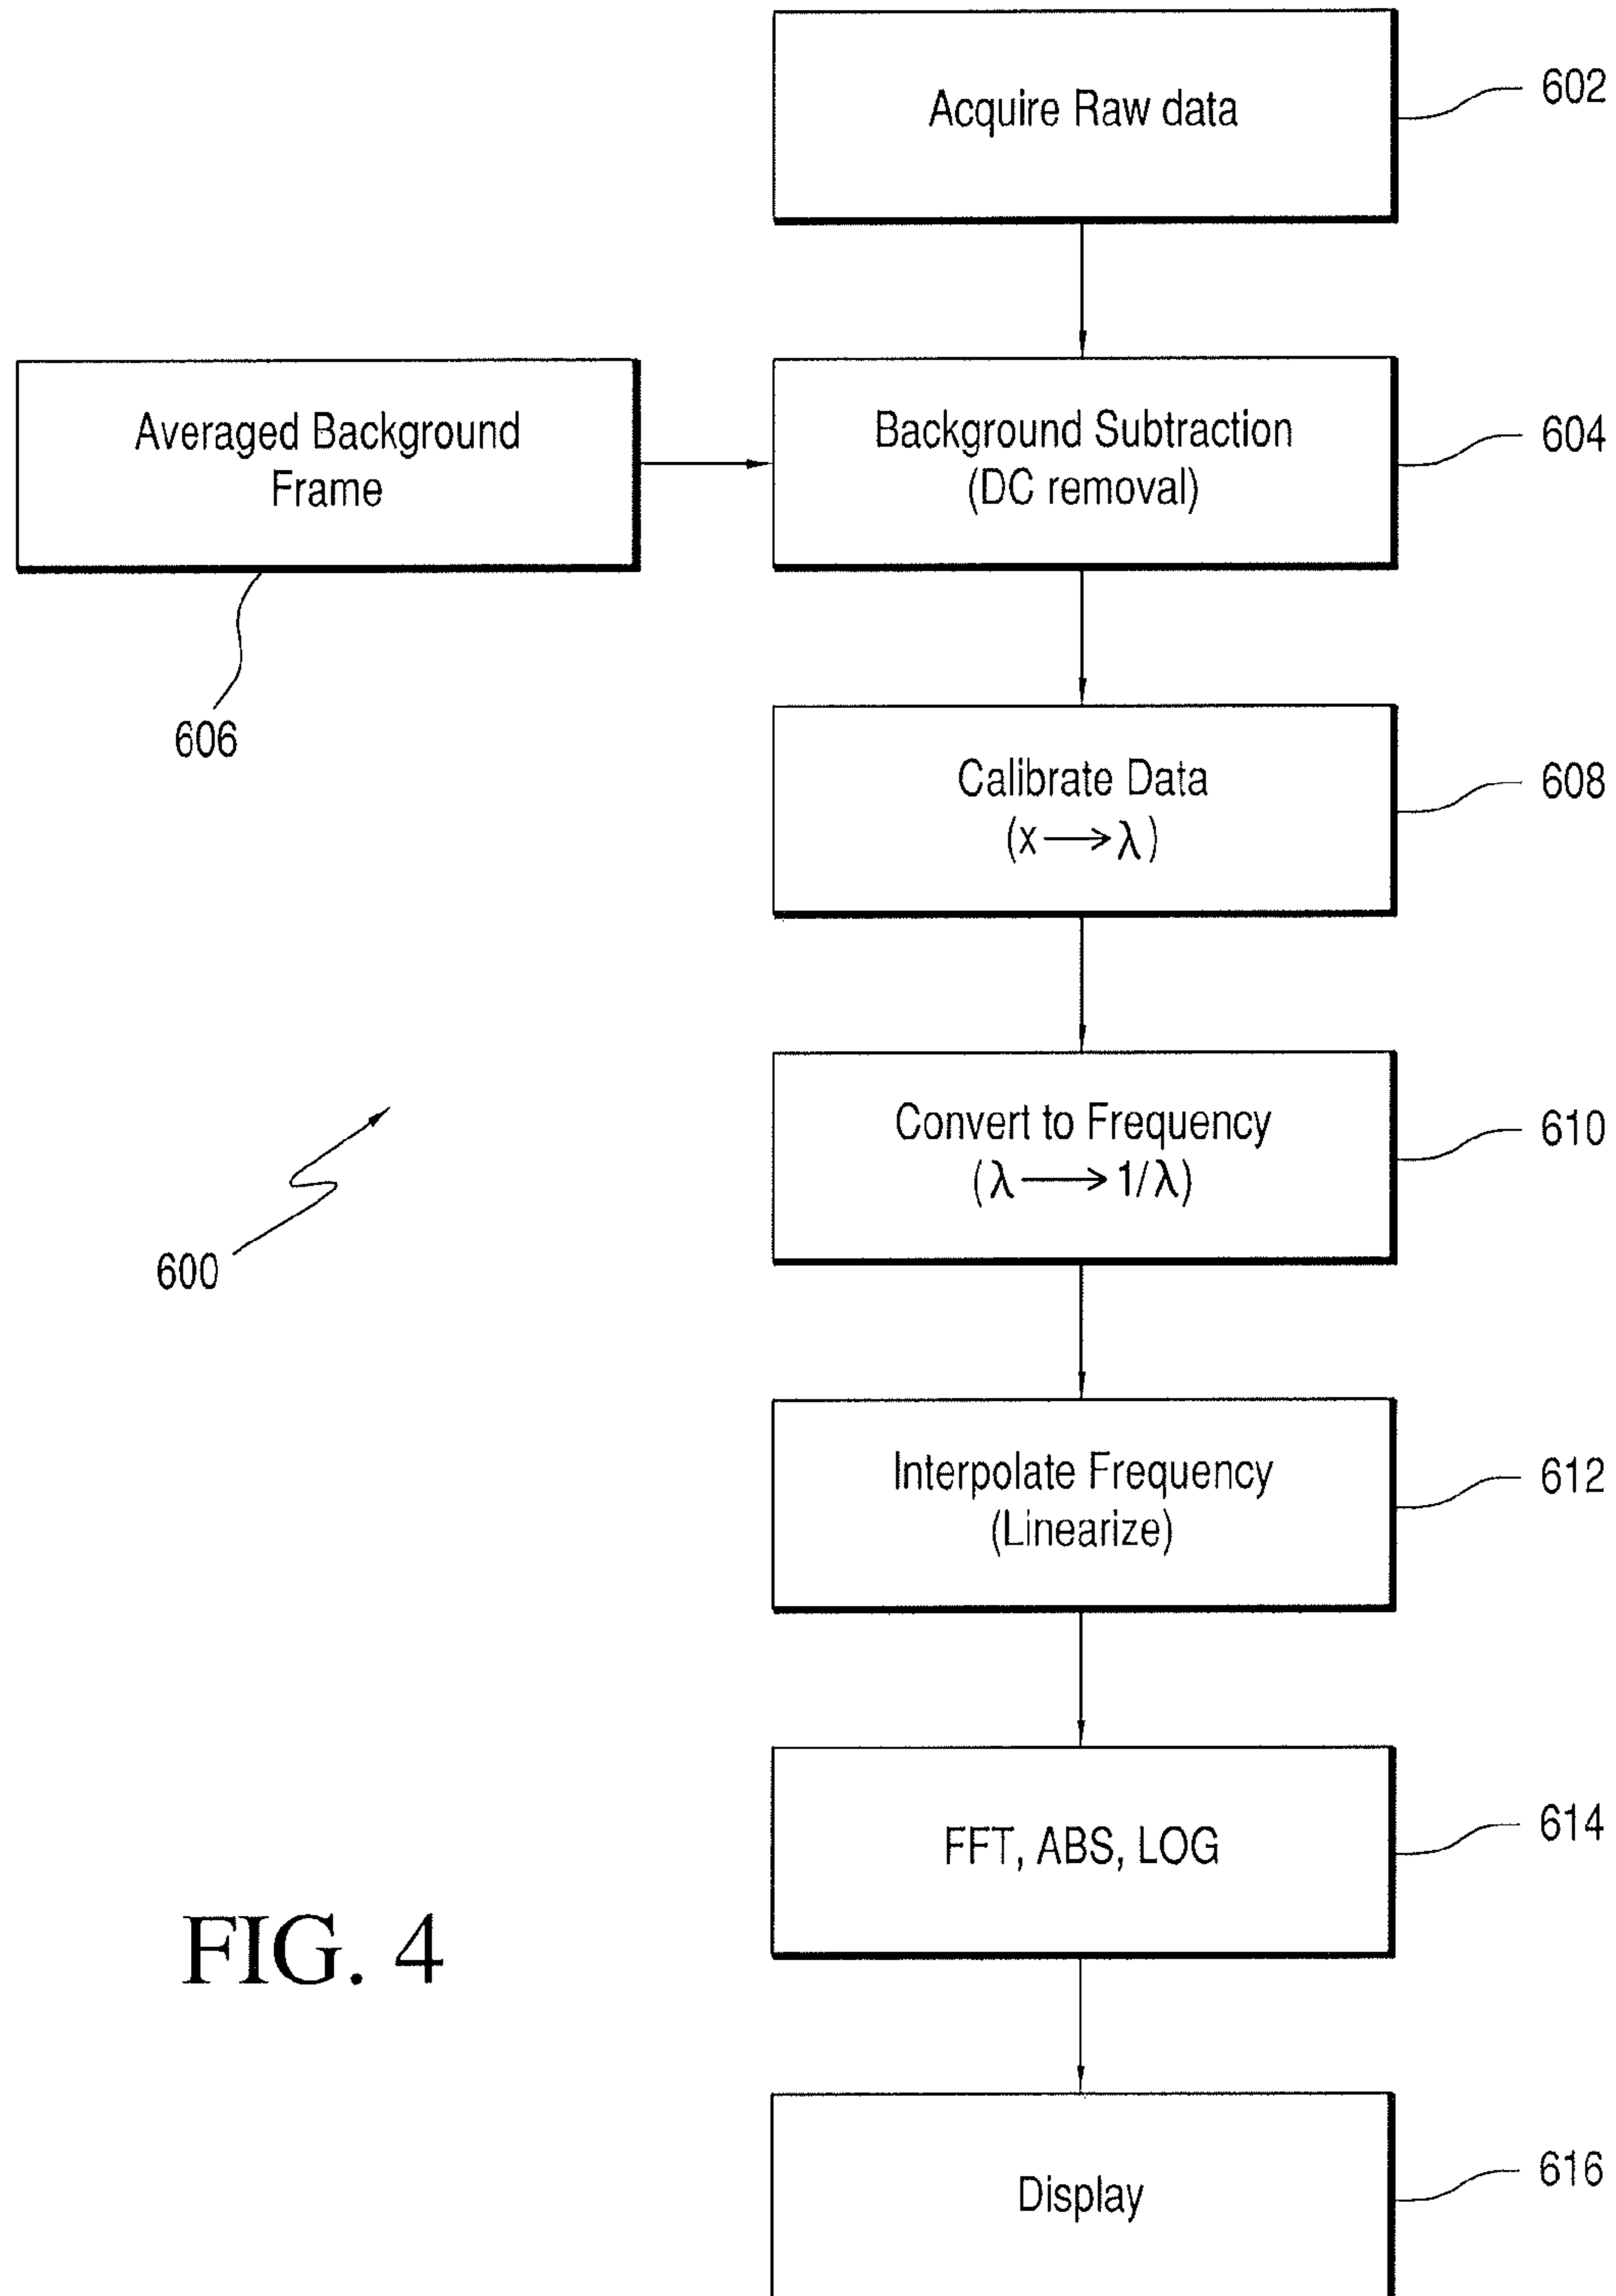 Acquire Raw data
602
Averaged Background
Frame
606
Background Subtraction
(DC removal)
604
Calibrate Data
(x ⟶ λ)
608
Convert to Frequency
(λ ⟶ 1/λ)
610
600
Interpolate Frequency
(Linearize)
612
FFT, ABS, LOG
614
FIG. 4
Display
616